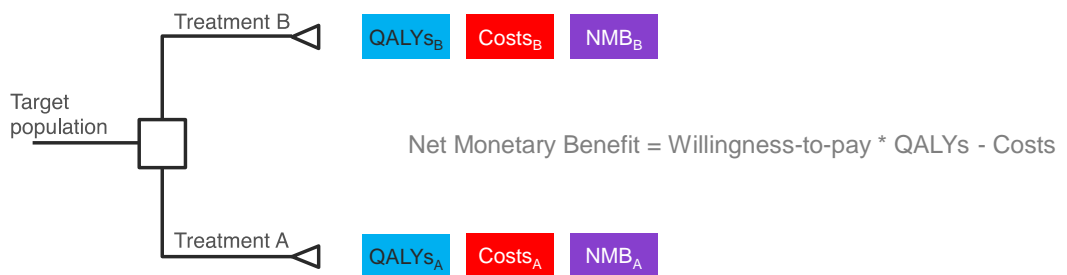 Treatment B
QALYsB CostsB NMBB
Target
population
Net Monetary Benefit = Willingness-to-pay * QALYs - Costs
Treatment A
QALYsA CostsA NMBA